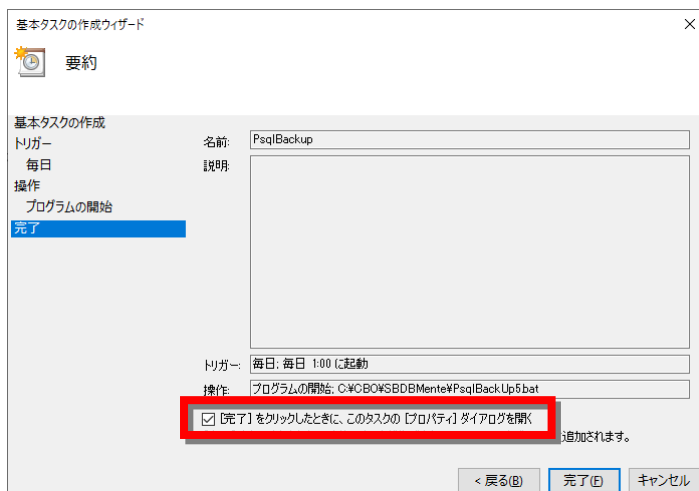 基本タスクの作成ウィザード
×
要約
基本タスクの作成
トリガー
毎日
操作
プログラムの開始
完了
名前: PsqlBackup
説明:
トリガー: 毎日; 毎日 1:00 に起動
操作: プログラムの開始; C:¥CBO¥SBDBMente¥PsqlBackUp5.bat
[完了] をクリックしたときに、このタスクの [プロパティ] ダイアログを開く
追加されます。
< 戻る(B) 完了(F) キャンセル